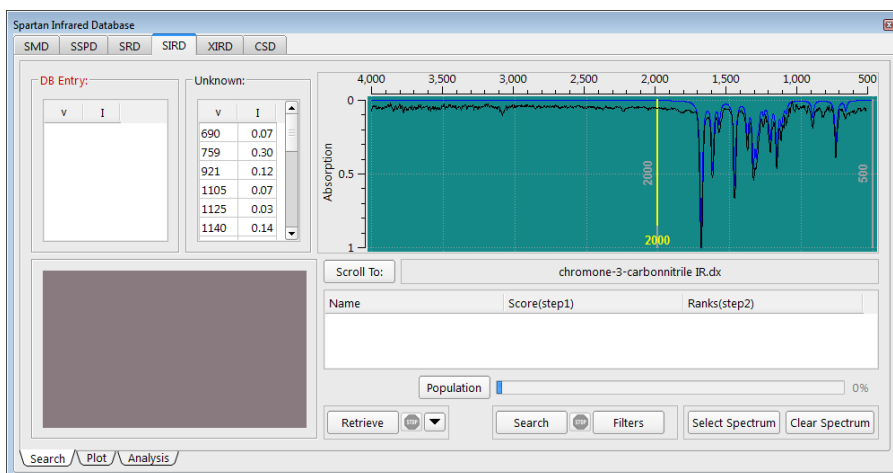 Spartan Infrared Database
SMD SSPD SRD SIRD XIRD CSD
DB Entry:
v I
Unknown:
v I
690 0.07
759 0.30
921 0.12
1105 0.07
1125 0.03
1140 0.14
4,000 3,500 3,000 2,500 2,000 1,500 1,000 500
0
0.5
1
Absorption
2000
2000
500
Scroll To: chromone-3-carbonnitrile IR.dx
Name Score(step1) Ranks(step2)
Population 0%
Retrieve STOP Search STOP Filters Select Spectrum Clear Spectrum
Search Plot Analysis